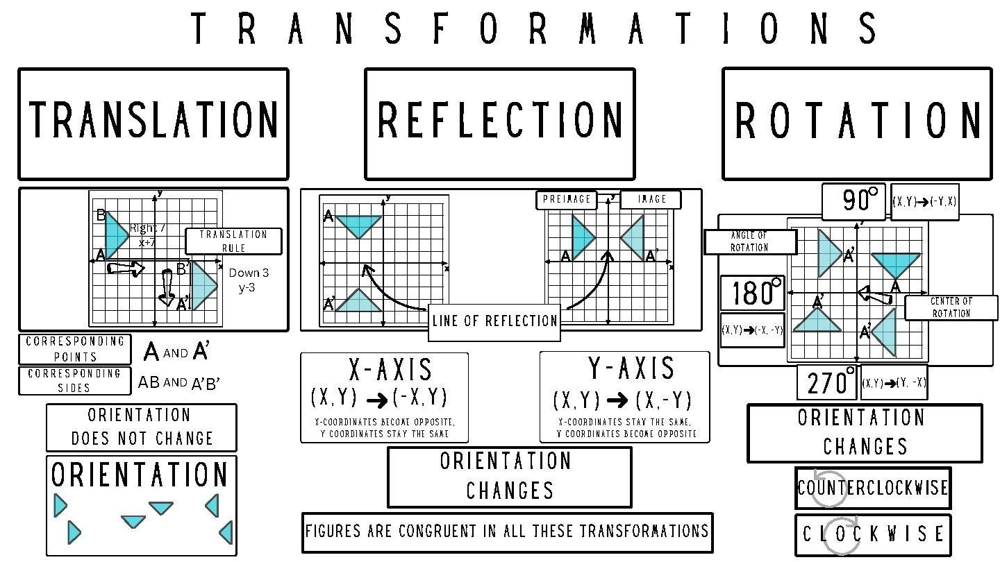 TRANSFORMATIONS
TRANSLATION
REFLECTION
ROTATION
y
B
Right 7
x+7
TRANSLATION
RULE
A
x
B'
Down 3
y-3
A'
CORRESPONDING
POINTS
A AND A'
CORRESPONDING
SIDES
AB AND A'B'
ORIENTATION
DOES NOT CHANGE
ORIENTATION
y
A
x
A'
PREIMAGE
IMAGE
A
A'
LINE OF REFLECTION
X-AXIS
(X,Y) ➔ (-X,Y)
X-COORDINATES BECOME OPPOSITE,
Y COORDINATES STAY THE SAME
Y-AXIS
(X,Y) ➔ (X,-Y)
X-COORDINATES STAY THE SAME,
Y COORDINATES BECOME OPPOSITE
ORIENTATION
CHANGES
FIGURES ARE CONGRUENT IN ALL THESE TRANSFORMATIONS
90°
(X,Y)➔(-Y,X)
ANGLE OF
ROTATION
A'
A
180°
(X,Y)➔(-X,-Y)
A'
CENTER OF
ROTATION
A'
270°
(X,Y)➔(Y,-X)
ORIENTATION
CHANGES
COUNTERCLOCKWISE
CLOCKWISE